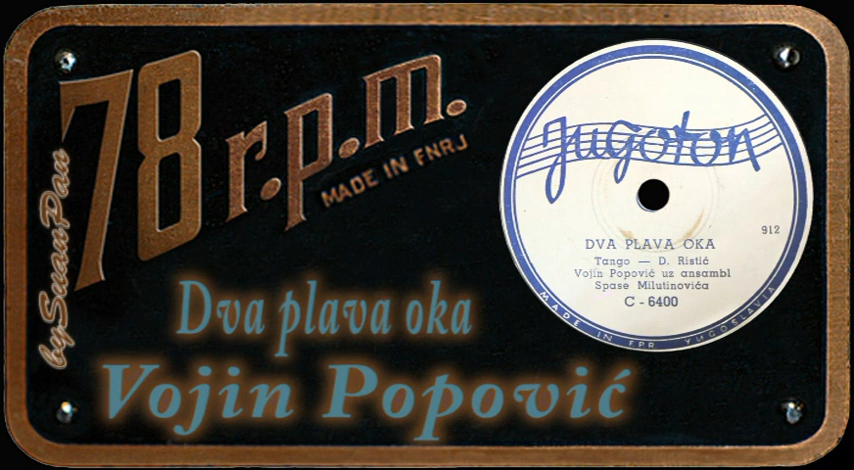 78 r.p.m.
MADE IN FNRJ
bySwanPan
Jugoton
912
DVA PLAVA OKA
Tango — D. Ristić
Vojin Popović uz ansambl
Spase Milutinovića
C - 6400
MADE IN FPR YUGOSLAVIA
Dva plava oka
Vojin Popović